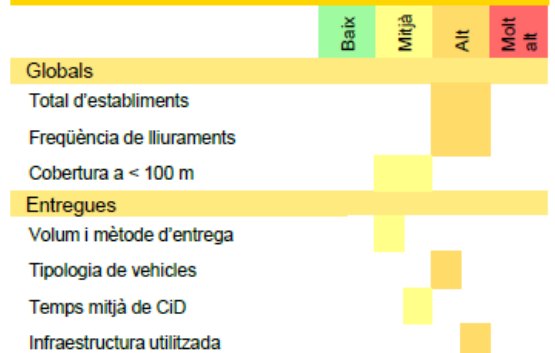 Baix
Mitjà
Alt
Molt
alt
Globals
Total d'establiments
Freqüència de lliuraments
Cobertura a < 100 m
Entregues
Volum i mètode d'entrega
Tipologia de vehicles
Temps mitjà de CiD
Infraestructura utilitzada